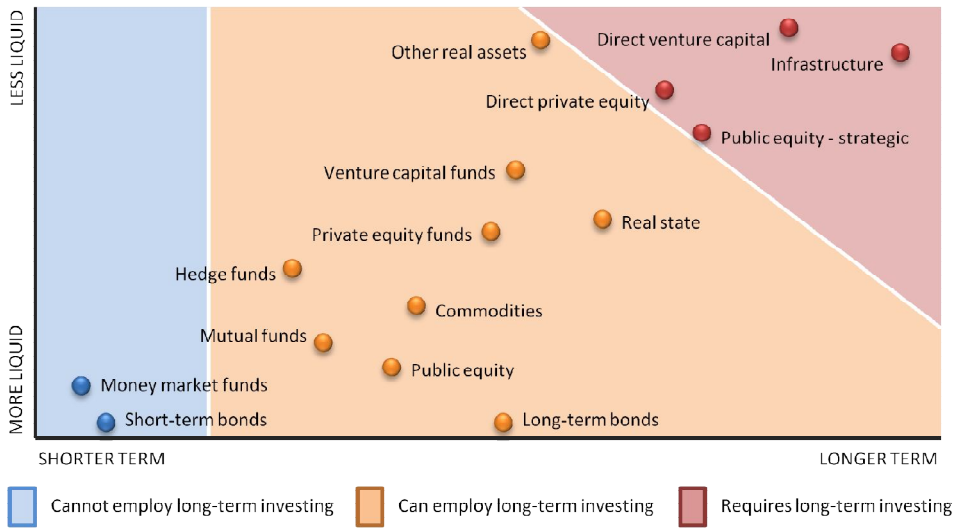 LESS LIQUID
MORE LIQUID
Other real assets
Direct venture capital
Infrastructure
Direct private equity
Public equity - strategic
Venture capital funds
Real state
Private equity funds
Hedge funds
Commodities
Mutual funds
Public equity
Money market funds
Short-term bonds
Long-term bonds
SHORTER TERM
LONGER TERM
Cannot employ long-term investing
Can employ long-term investing
Requires long-term investing